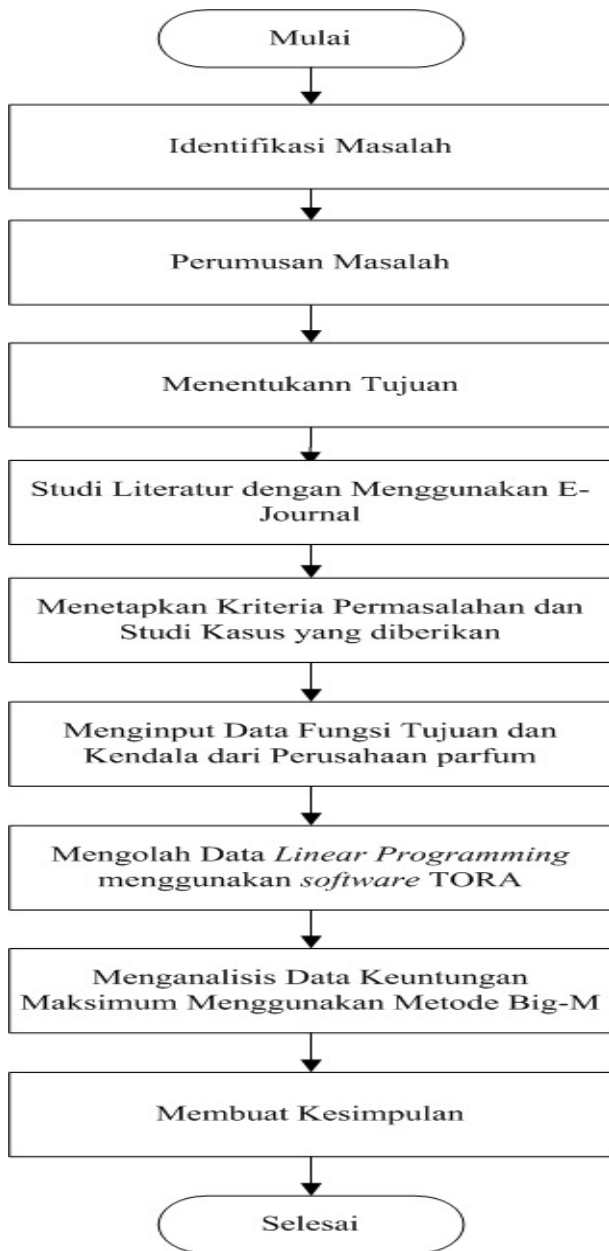 Mulai
Identifikasi Masalah
Perumusan Masalah
Menentukann Tujuan
Studi Literatur dengan Menggunakan E-
Journal
Menetapkan Kriteria Permasalahan dan
Studi Kasus yang diberikan
Menginput Data Fungsi Tujuan dan
Kendala dari Perusahaan parfum
Mengolah Data Linear Programming
menggunakan software TORA
Menganalisis Data Keuntungan
Maksimum Menggunakan Metode Big-M
Membuat Kesimpulan
Selesai